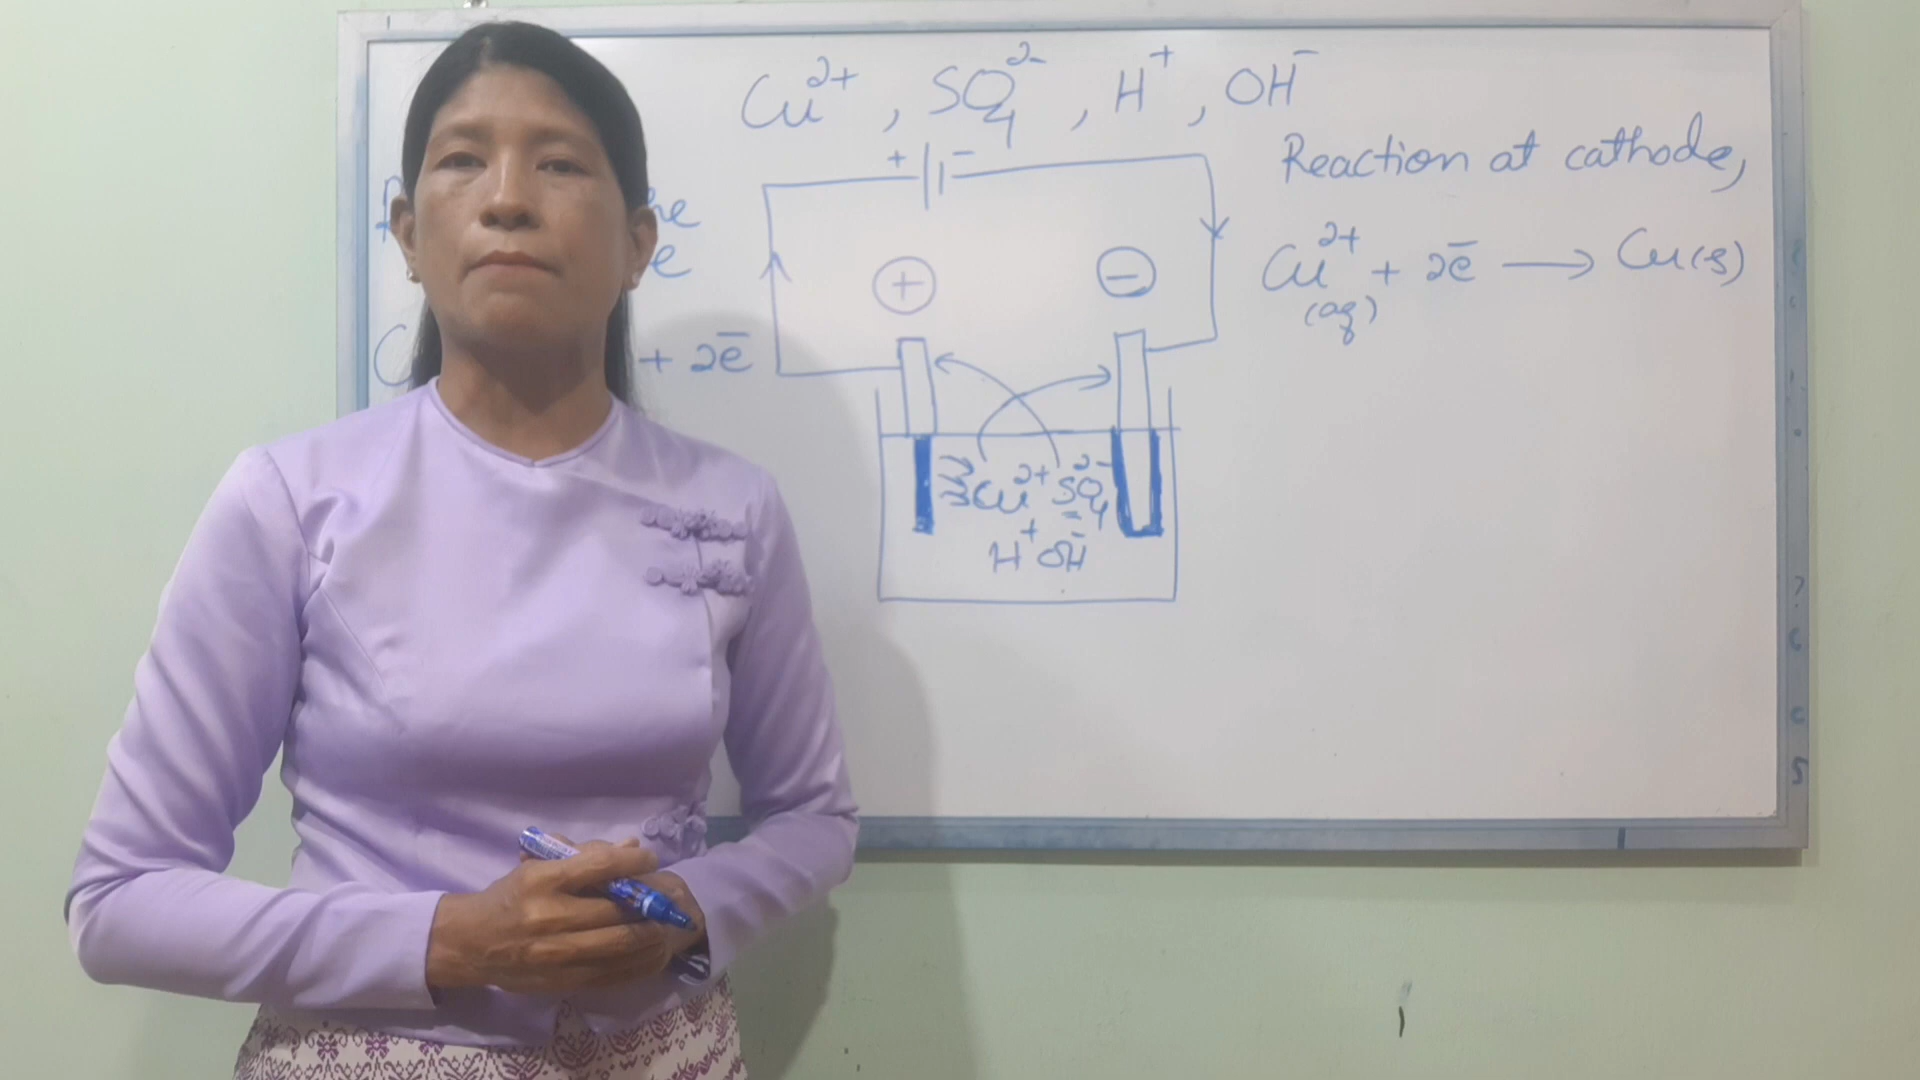 Cu²⁺ , SO₄²⁻ , H⁺ , OH⁻
+ −
Reaction at cathode,
Cu²⁺(aq) + 2e⁻ ⟶ Cu(s)
+ 2e⁻
+ −
Cu²⁺ SO₄²⁻
H⁺ OH⁻